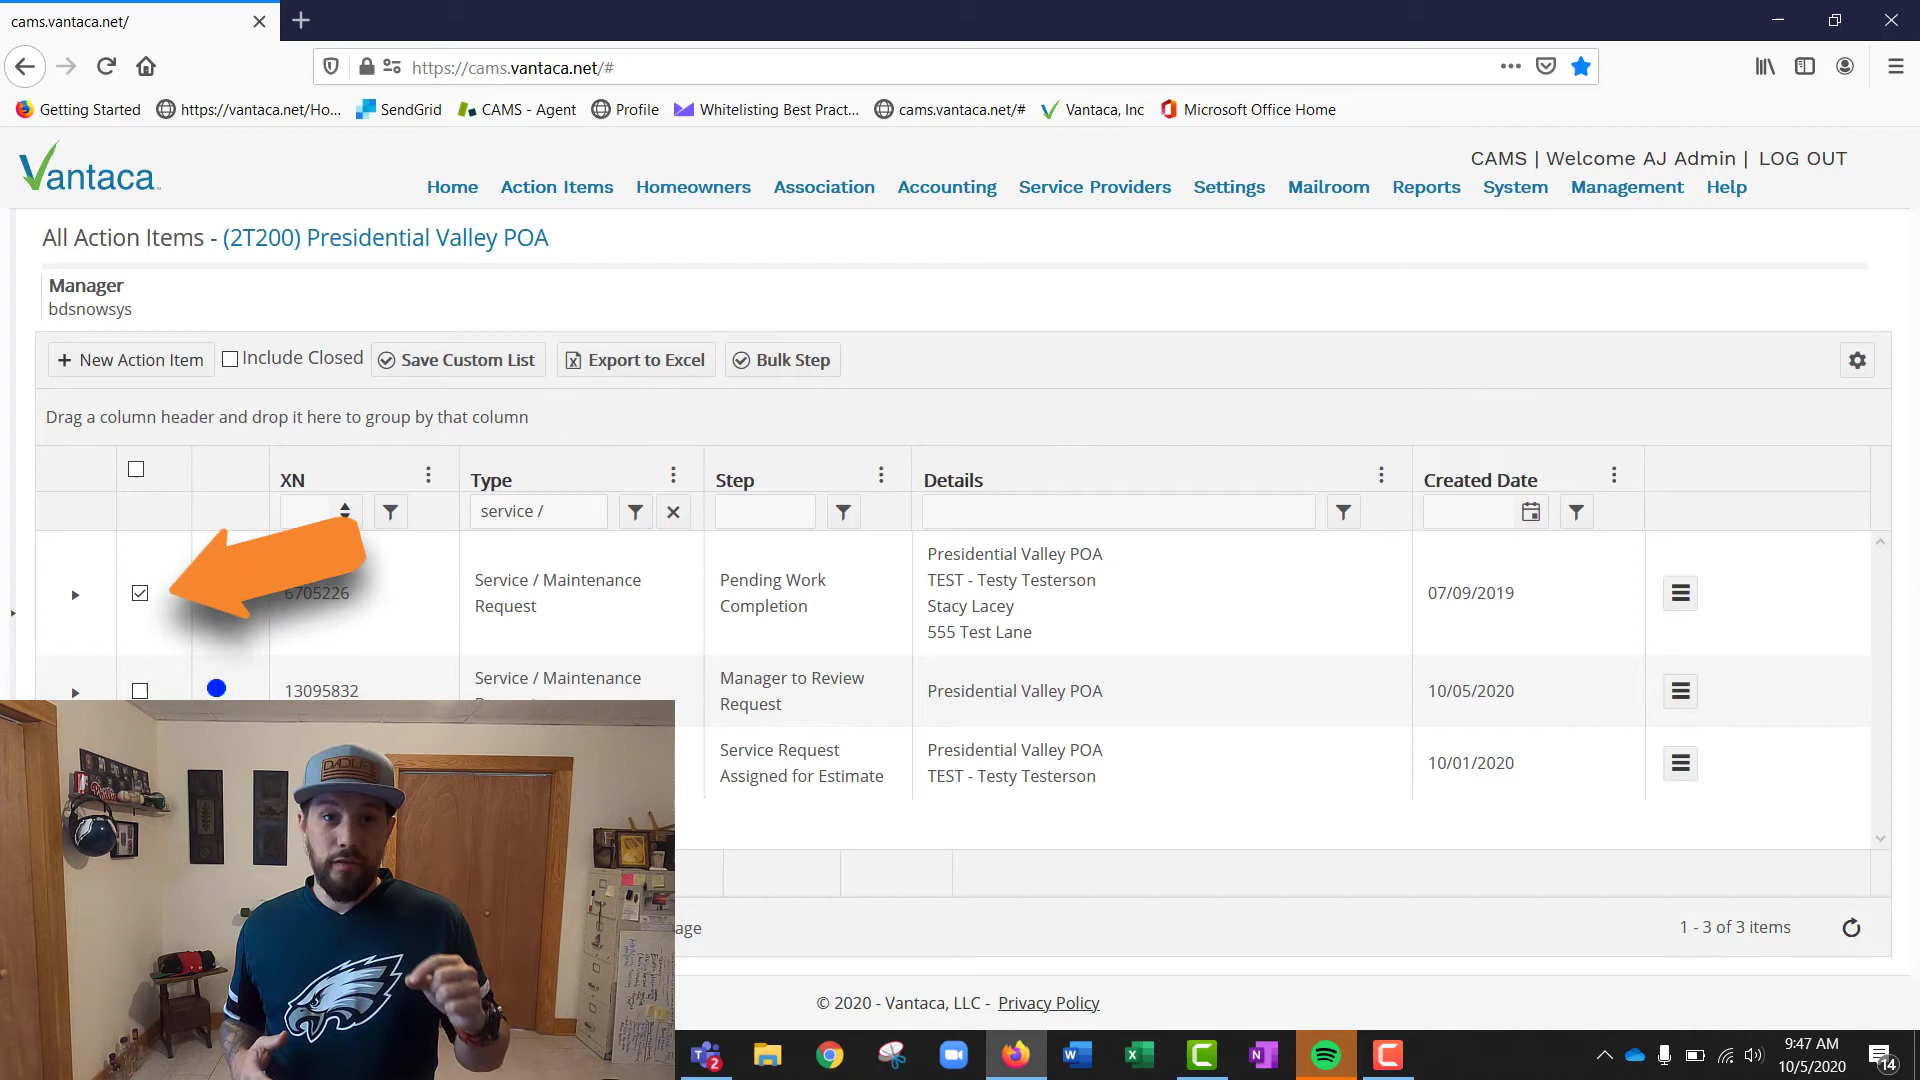 cams.vantaca.net/
https://cams.vantaca.net/#
Getting Started https://vantaca.net/Ho... SendGrid CAMS - Agent Profile Whitelisting Best Pract... cams.vantaca.net/# Vantaca, Inc Microsoft Office Home
Vantaca
CAMS | Welcome AJ Admin | LOG OUT
Home Action Items Homeowners Association Accounting Service Providers Settings Mailroom Reports System Management Help
All Action Items - (2T200) Presidential Valley POA
Manager
bdsnowsys
+ New Action Item Include Closed Save Custom List Export to Excel Bulk Step
Drag a column header and drop it here to group by that column
XN Type Step Details Created Date
service /
6705226 Service / Maintenance Request Pending Work Completion Presidential Valley POA 07/09/2019
TEST - Testy Testerson
Stacy Lacey
555 Test Lane
13095832 Service / Maintenance Manager to Review Request Presidential Valley POA 10/05/2020
Service Request Assigned for Estimate Presidential Valley POA 10/01/2020
TEST - Testy Testerson
age
1 - 3 of 3 items
© 2020 - Vantaca, LLC - Privacy Policy
DADLIFE
9:47 AM
10/5/2020
2
14